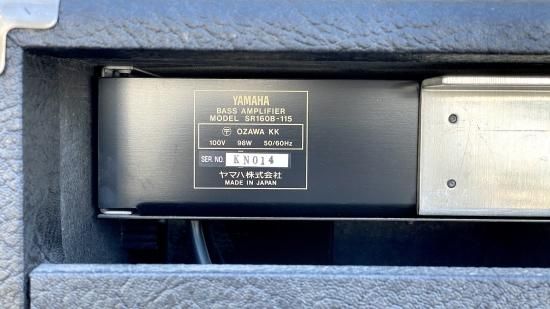 YAMAHA
BASS AMPLIFIER
MODEL SR160B-115
〒 OZAWA KK
100V 98W 50/60Hz
SER. NO. KN014
ヤマハ株式会社
MADE IN JAPAN